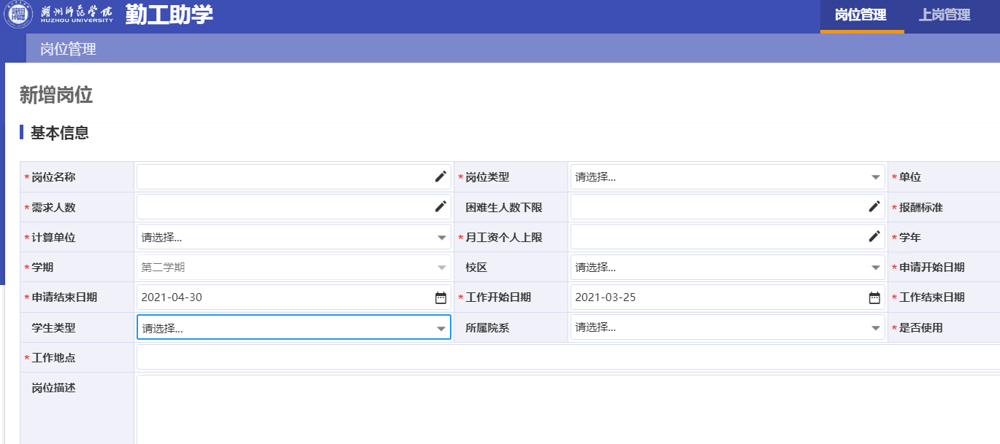 湖州师范学院
HUZHOU UNIVERSITY
勤工助学
岗位管理 上岗管理
岗位管理
新增岗位
基本信息
*岗位名称 *岗位类型 请选择... *单位
*需求人数 困难生人数下限 *报酬标准
*计算单位 请选择... *月工资个人上限 *学年
*学期 第二学期 校区 请选择... *申请开始日期
*申请结束日期 2021-04-30 *工作开始日期 2021-03-25 *工作结束日期
学生类型 请选择... 所属院系 请选择... *是否使用
*工作地点
岗位描述